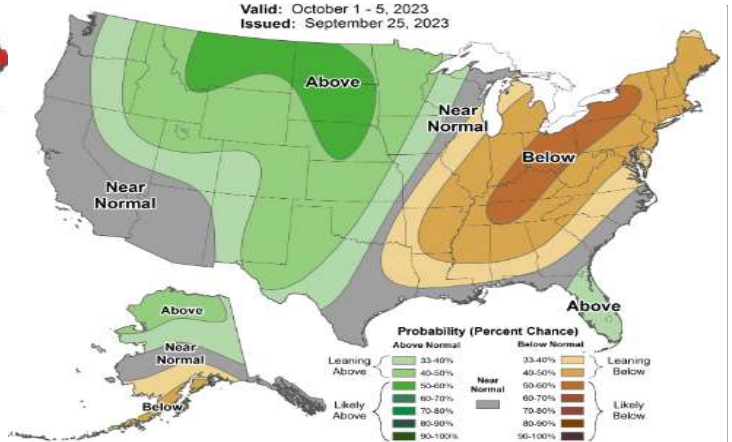 Valid: October 1 - 5, 2023
Issued: September 25, 2023
Above
Near
Normal
Below
Near
Normal
Above
Above
Near
Normal
Below
Probability (Percent Chance)
Above Normal
Below Normal
Leaning
Above
33-40%
40-50%
Likely
Above
50-60%
60-70%
70-80%
80-90%
90-100%
Near
Normal
33-40%
40-50%
Leaning
Below
50-60%
60-70%
70-80%
80-90%
90-100%
Likely
Below